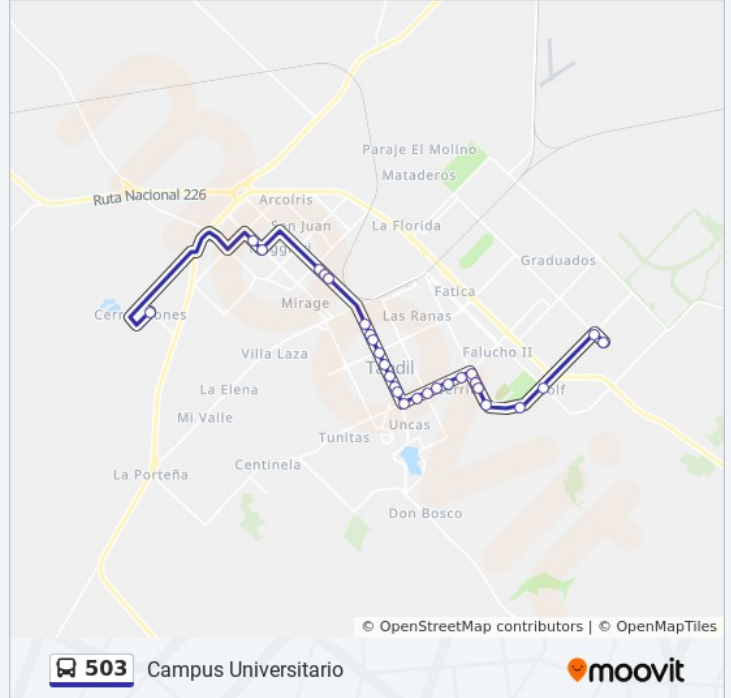 Paraje El Molino
Mataderos
Ruta Nacional 226
Arcoíris
San Juan
La Florida
Graduados
Fatica
Mirage
Las Ranas
Villa Laza
Falucho II
Tandil
La Elena
Mi Valle
Uncas
Tunitas
Centinela
La Porteña
Don Bosco
© OpenStreetMap contributors | © OpenMapTiles
503 Campus Universitario
moovit